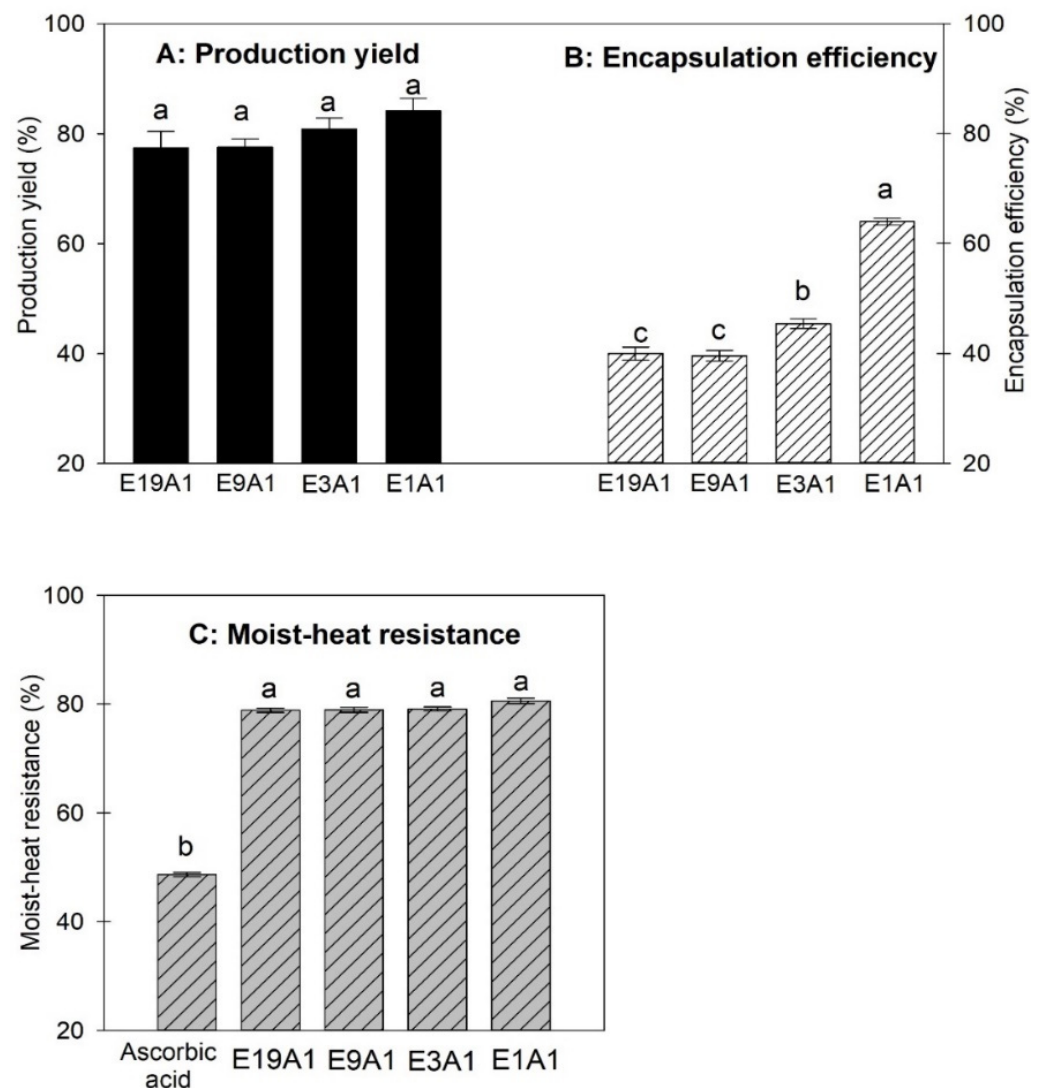 A: Production yield
B: Encapsulation efficiency
Production yield (%)
100
80
60
40
20
a
a
a
a
E19A1
E9A1
E3A1
E1A1
c
c
b
a
E19A1
E9A1
E3A1
E1A1
100
80
60
40
20
Encapsulation efficiency (%)
C: Moist-heat resistance
Moist-heat resistance (%)
100
80
60
40
20
b
a
a
a
a
Ascorbic
acid
E19A1
E9A1
E3A1
E1A1